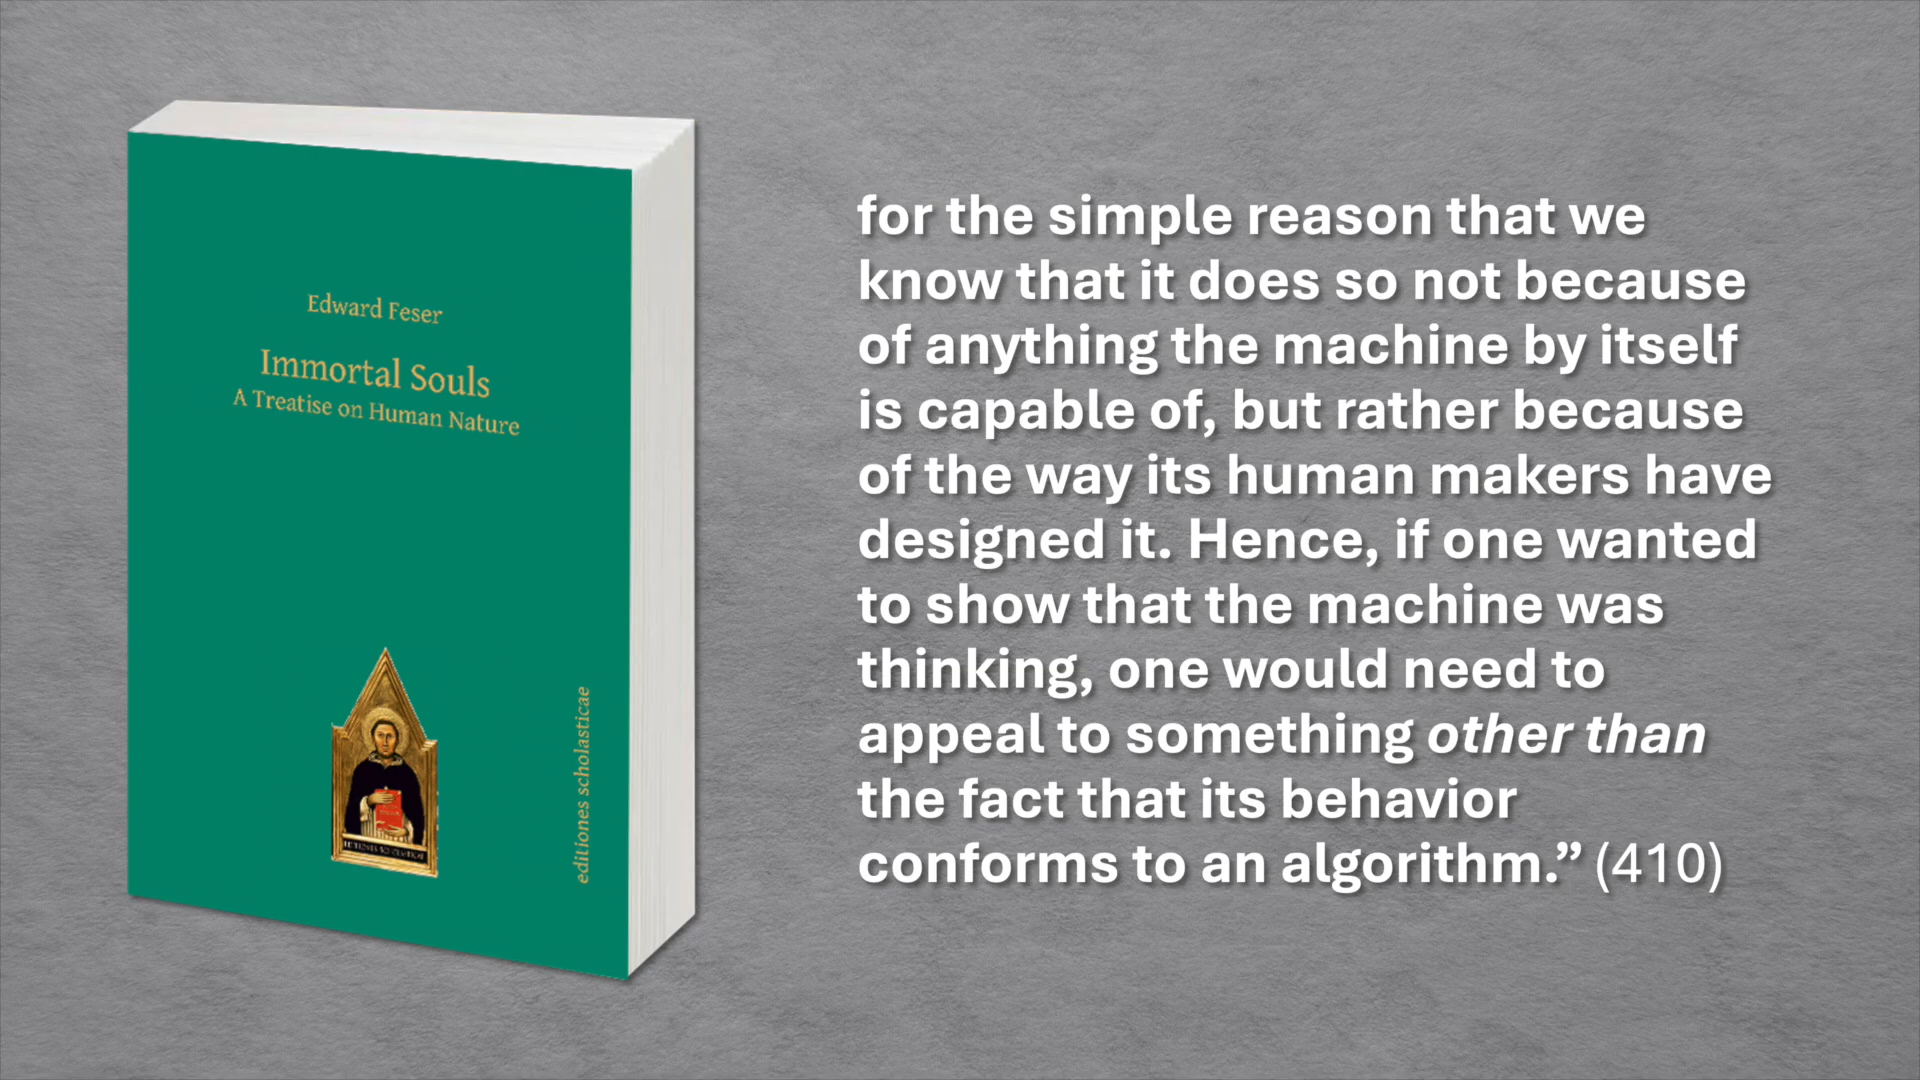 Edward Feser
Immortal Souls
A Treatise on Human Nature
editiones scholasticae
for the simple reason that we
know that it does so not because
of anything the machine by itself
is capable of, but rather because
of the way its human makers have
designed it. Hence, if one wanted
to show that the machine was
thinking, one would need to
appeal to something other than
the fact that its behavior
conforms to an algorithm.” (410)